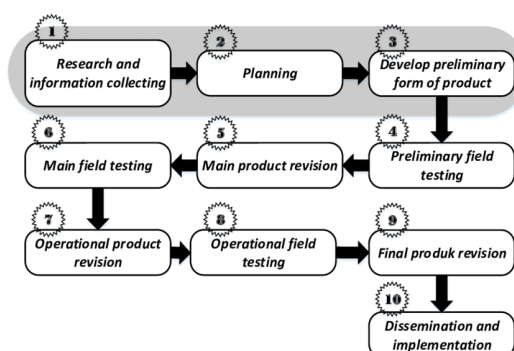 1
Research and
information collecting
2
Planning
3
Develop preliminary
form of product
4
Preliminary field
testing
5
Main product revision
6
Main field testing
7
Operational product
revision
8
Operational field
testing
9
Final produk revision
10
Dissemination and
implementation